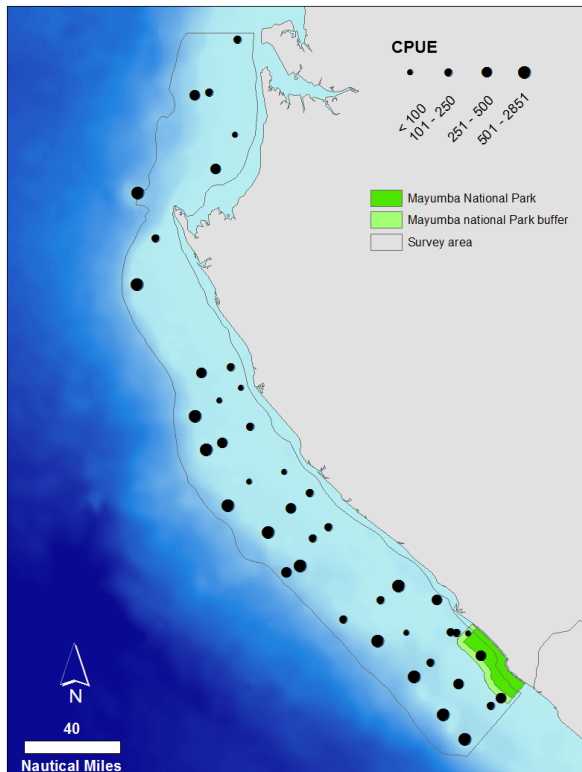 CPUE
< 100
101 - 250
251 - 500
501 - 2851
Mayumba National Park
Mayumba national Park buffer
Survey area
N
40
Nautical Miles